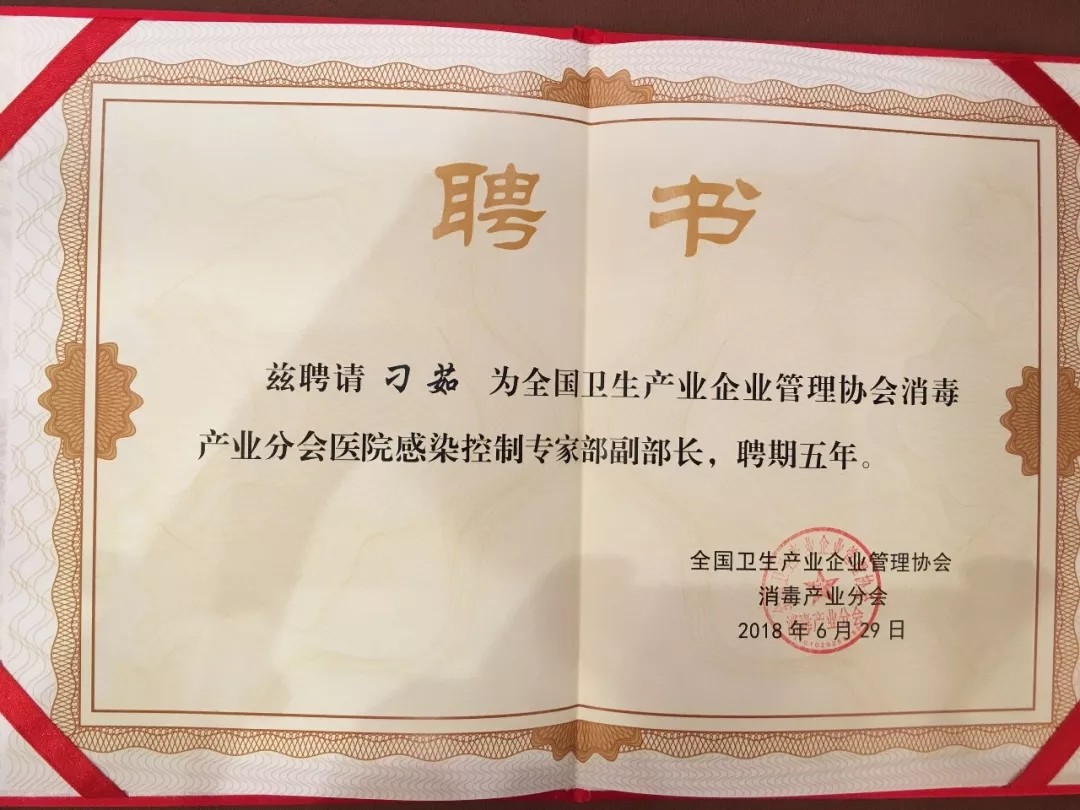 聘书
兹聘请 刁茹 为全国卫生产业企业管理协会消毒
产业分会医院感染控制专家部副部长，聘期五年。
全国卫生产业企业管理协会
消毒产业分会
2018年6月29日